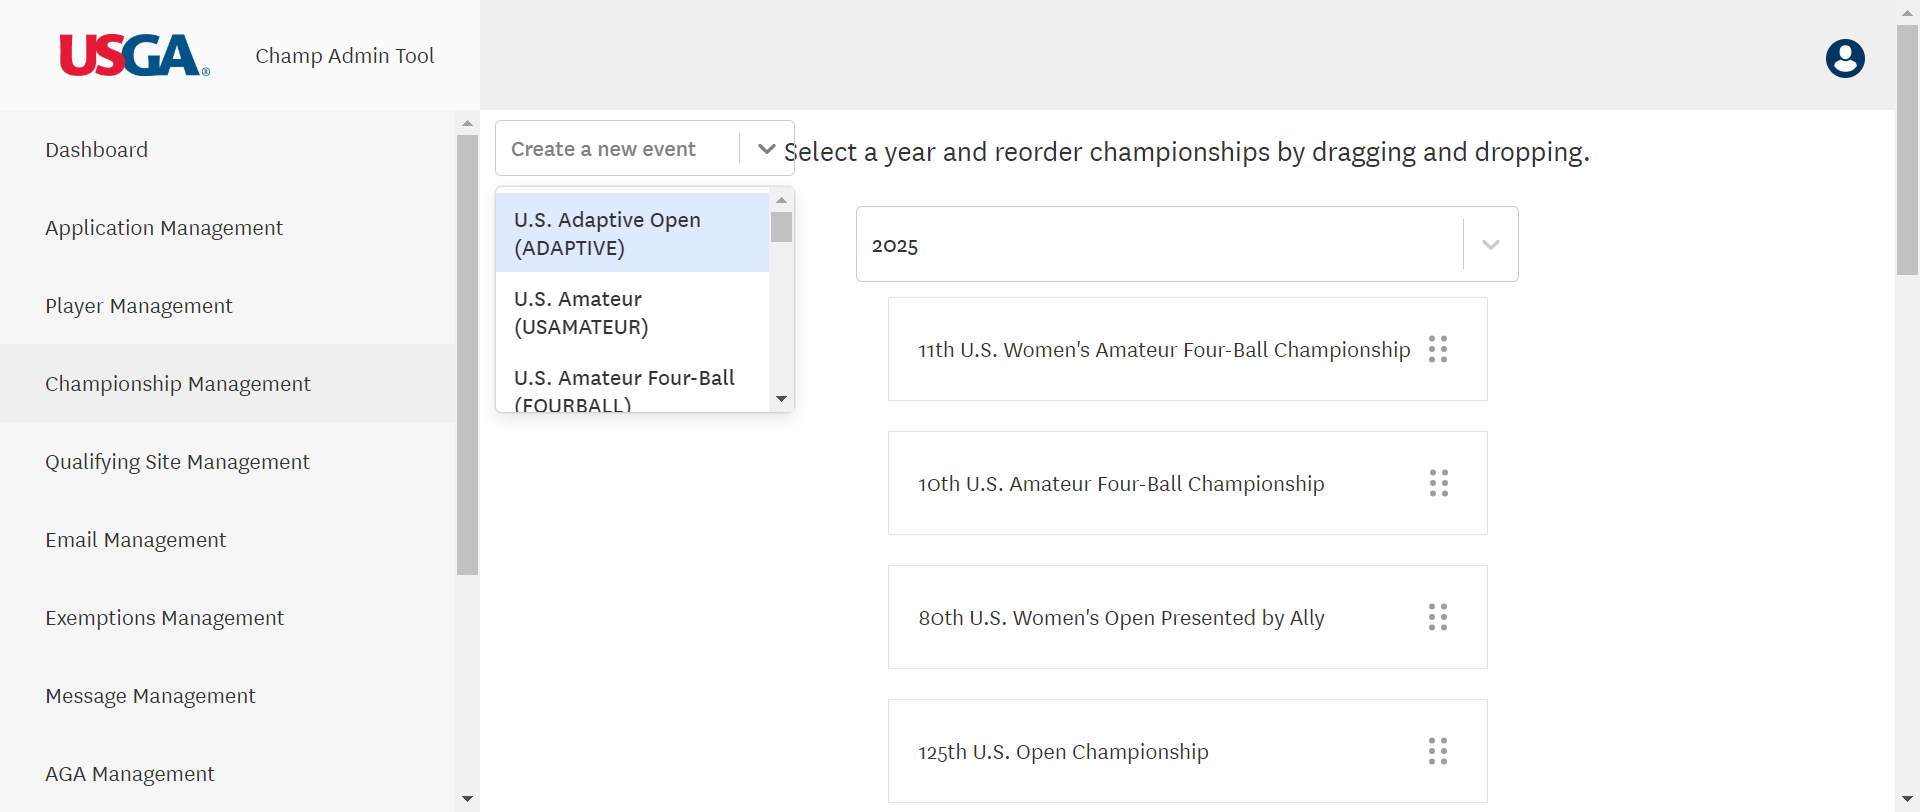 USGA®
Champ Admin Tool
Dashboard
Application Management
Player Management
Championship Management
Qualifying Site Management
Email Management
Exemptions Management
Message Management
AGA Management
Create a new event
U.S. Adaptive Open
(ADAPTIVE)
U.S. Amateur
(USAMATEUR)
U.S. Amateur Four-Ball
(FOURBALL)
Select a year and reorder championships by dragging and dropping.
2025
11th U.S. Women's Amateur Four-Ball Championship
10th U.S. Amateur Four-Ball Championship
80th U.S. Women's Open Presented by Ally
125th U.S. Open Championship